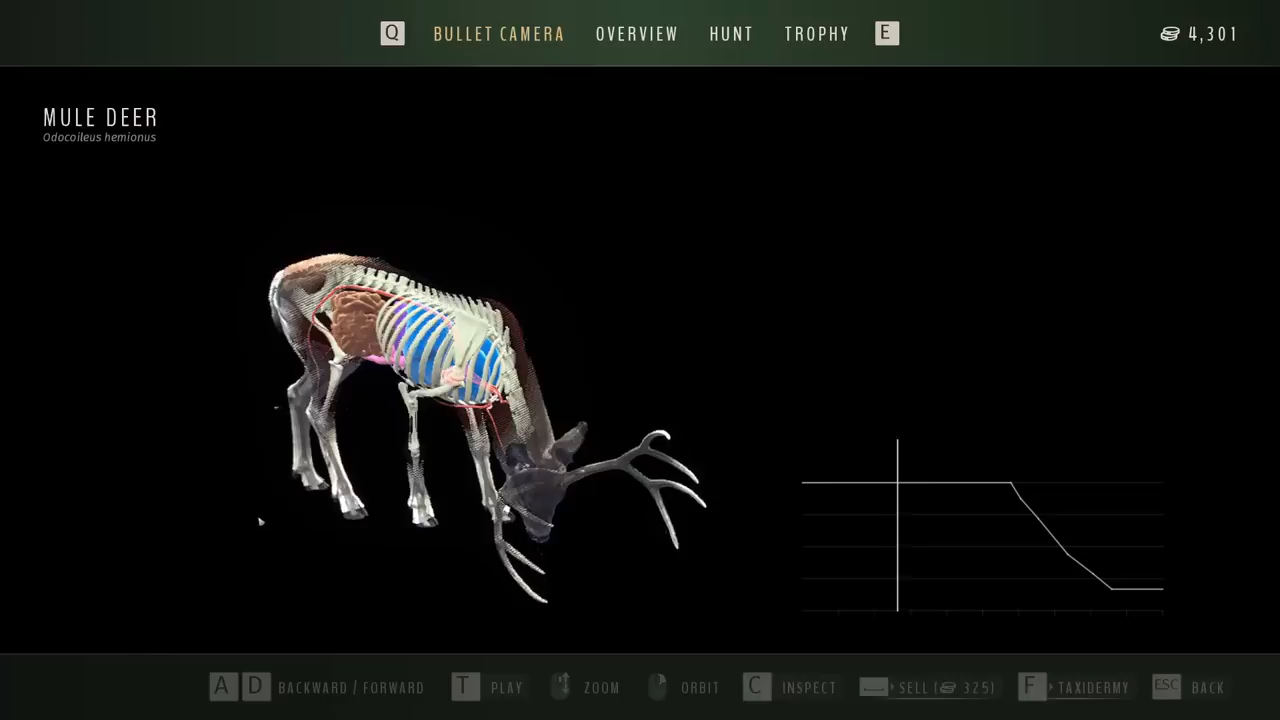 Q BULLET CAMERA OVERVIEW HUNT TROPHY E 4,301
MULE DEER
Odocoileus hemionus
A D BACKWARD / FORWARD T PLAY ZOOM ORBIT C INSPECT SELL ( 325) F TAXIDERMY ESC BACK